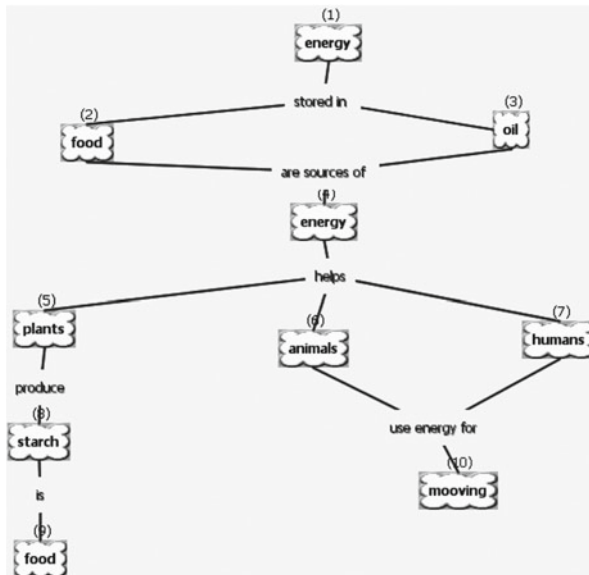 (1)
energy
stored in
(2)
food
(3)
oil
are sources of
(4)
energy
helps
(5)
plants
(6)
animals
(7)
humans
produce
(8)
starch
use energy for
(10)
mooving
is
(9)
food